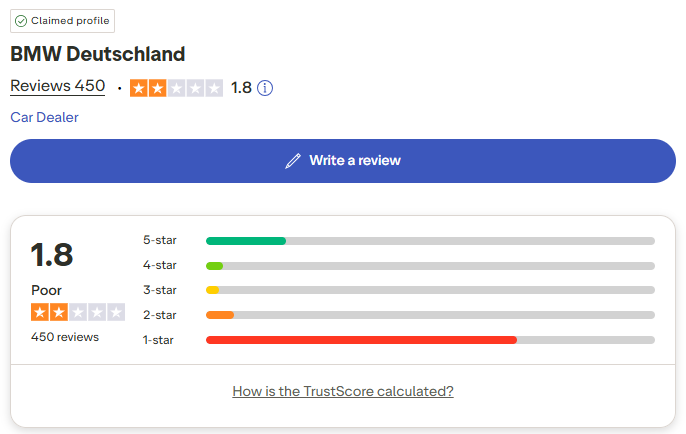 Claimed profile
BMW Deutschland
Reviews 450 • 1.8
Car Dealer
Write a review
1.8
Poor
450 reviews
5-star
4-star
3-star
2-star
1-star
How is the TrustScore calculated?